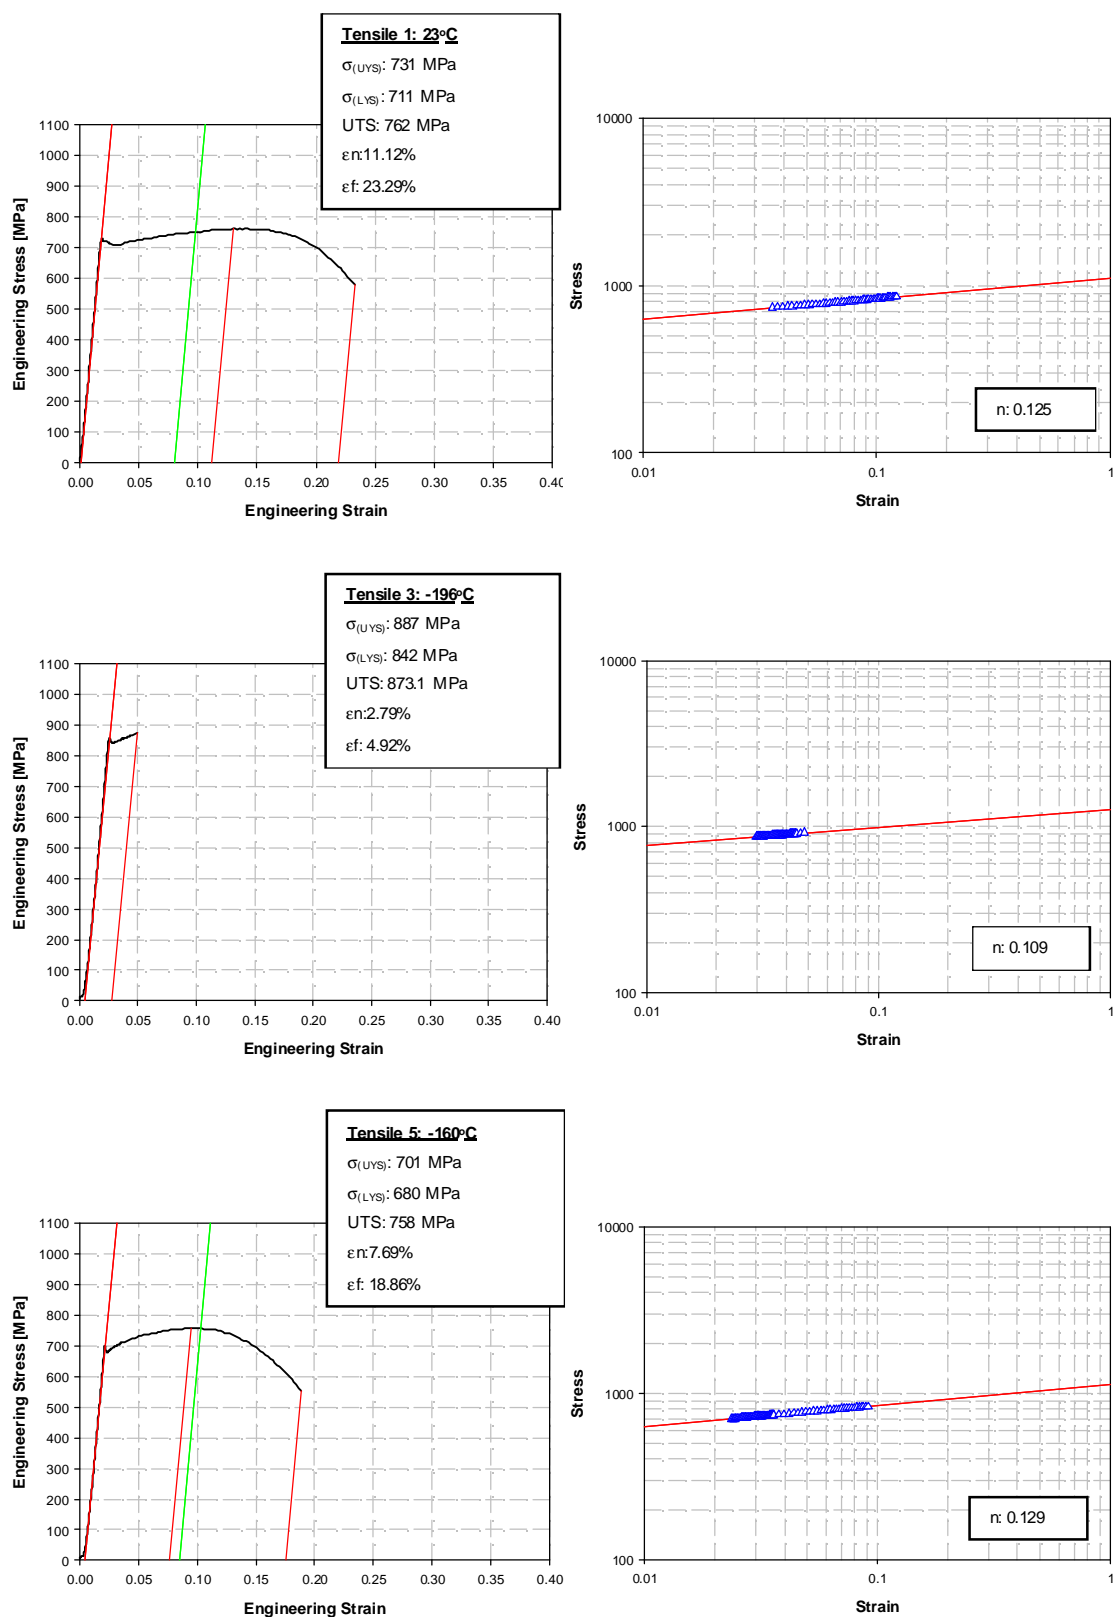 Tensile 1: 23°C
σ(UYS): 731 MPa
σ(LYS): 711 MPa
UTS: 762 MPa
εn:11.12%
εf: 23.29%
Engineering Stress [MPa]
1100
1000
900
800
700
600
500
400
300
200
100
0
0.00 0.05 0.10 0.15 0.20 0.25 0.30 0.35 0.40
Engineering Strain
Stress
10000
1000
100
n: 0.125
0.01 0.1 1
Strain
Tensile 3: -196°C
σ(UYS): 887 MPa
σ(LYS): 842 MPa
UTS: 873.1 MPa
εn:2.79%
εf: 4.92%
Engineering Stress [MPa]
1100
1000
900
800
700
600
500
400
300
200
100
0
0.00 0.05 0.10 0.15 0.20 0.25 0.30 0.35 0.40
Engineering Strain
Stress
10000
1000
100
n: 0.109
0.01 0.1 1
Strain
Tensile 5: -160°C
σ(UYS): 701 MPa
σ(LYS): 680 MPa
UTS: 758 MPa
εn:7.69%
εf: 18.86%
Engineering Stress [MPa]
1100
1000
900
800
700
600
500
400
300
200
100
0
0.00 0.05 0.10 0.15 0.20 0.25 0.30 0.35 0.40
Engineering Strain
Stress
10000
1000
100
n: 0.129
0.01 0.1 1
Strain